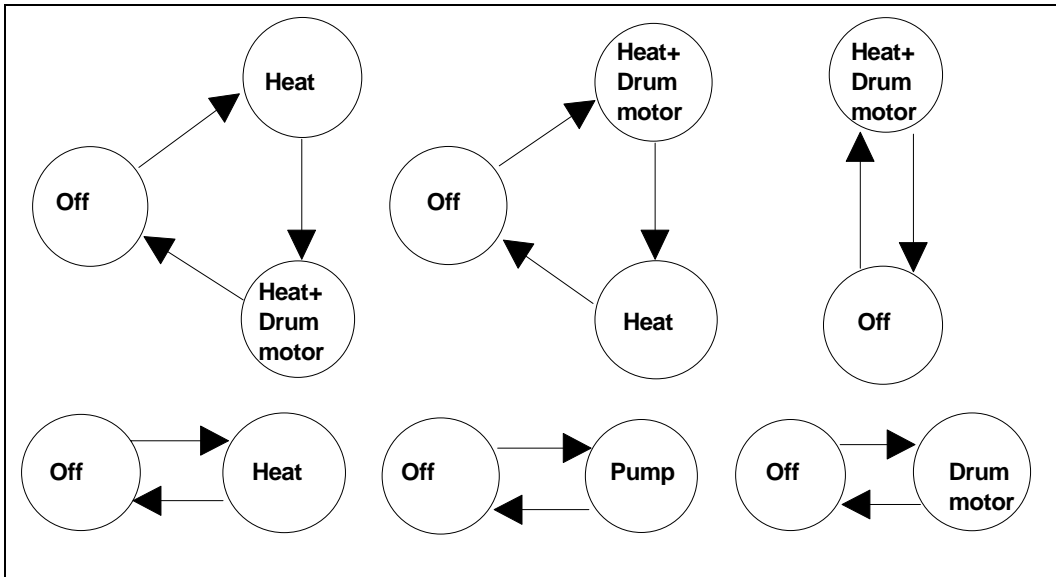 Heat
Off
Heat+
Drum
motor
Heat+
Drum
motor
Off
Heat
Heat+
Drum
motor
Off
Off
Heat
Off
Pump
Off
Drum
motor